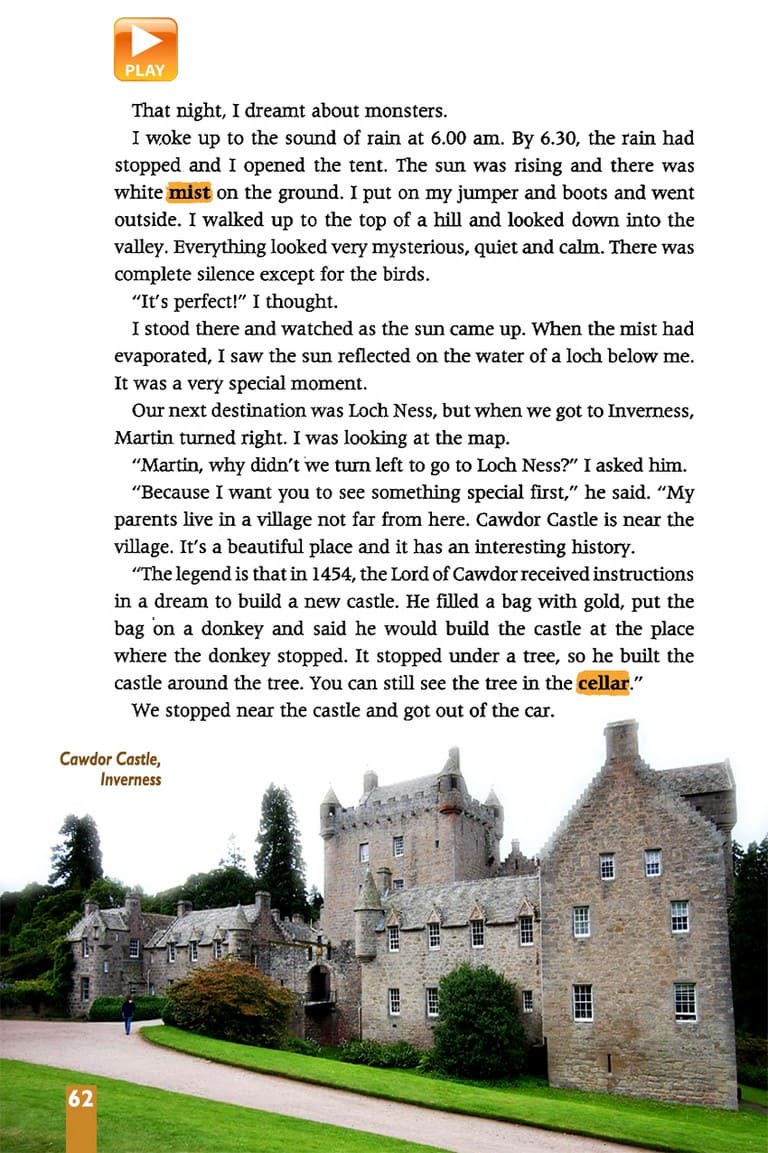 PLAY
That night, I dreamt about monsters.
I woke up to the sound of rain at 6.00 am. By 6.30, the rain had
stopped and I opened the tent. The sun was rising and there was
white mist on the ground. I put on my jumper and boots and went
outside. I walked up to the top of a hill and looked down into the
valley. Everything looked very mysterious, quiet and calm. There was
complete silence except for the birds.
“It’s perfect!” I thought.
I stood there and watched as the sun came up. When the mist had
evaporated, I saw the sun reflected on the water of a loch below me.
It was a very special moment.
Our next destination was Loch Ness, but when we got to Inverness,
Martin turned right. I was looking at the map.
“Martin, why didn’t we turn left to go to Loch Ness?” I asked him.
“Because I want you to see something special first,” he said. “My
parents live in a village not far from here. Cawdor Castle is near the
village. It’s a beautiful place and it has an interesting history.
“The legend is that in 1454, the Lord of Cawdor received instructions
in a dream to build a new castle. He filled a bag with gold, put the
bag on a donkey and said he would build the castle at the place
where the donkey stopped. It stopped under a tree, so he built the
castle around the tree. You can still see the tree in the cellar.”
We stopped near the castle and got out of the car.
Cawdor Castle,
Inverness
62